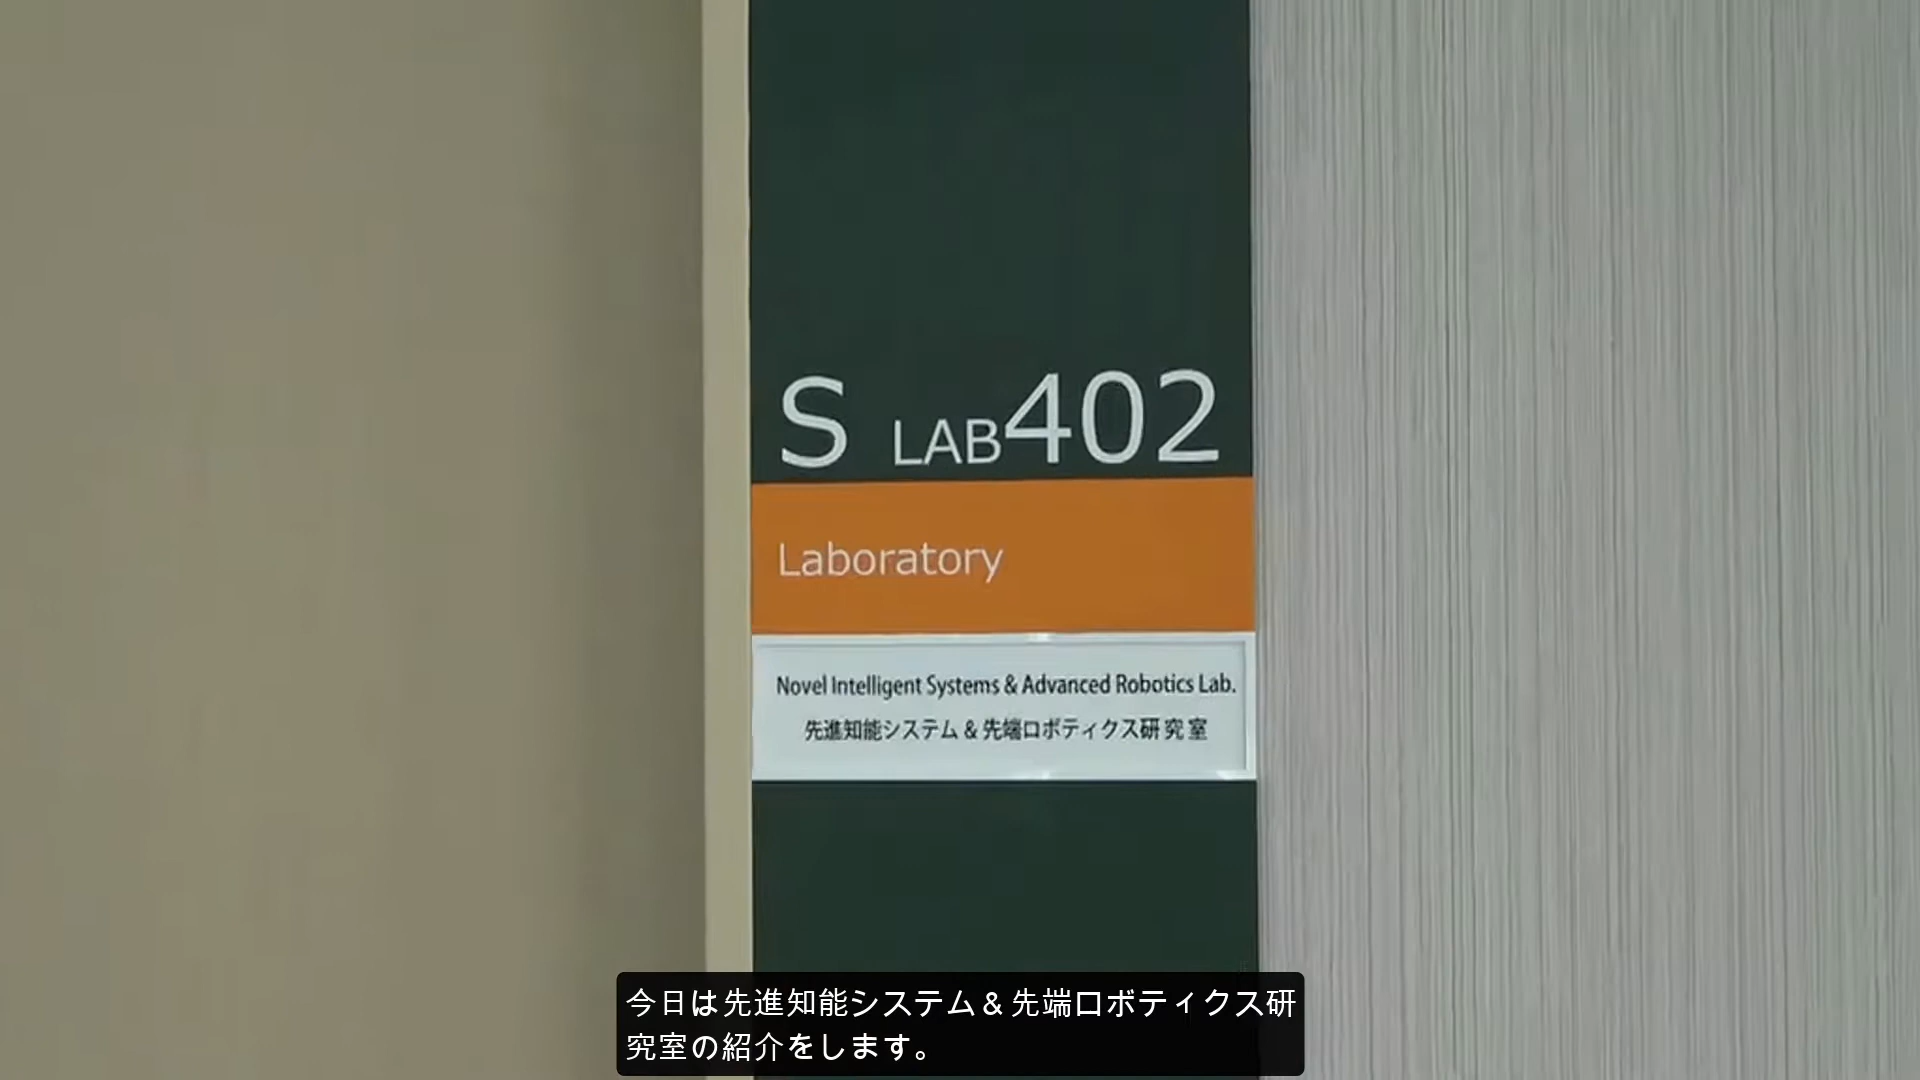 S LAB402
Laboratory
Novel Intelligent Systems & Advanced Robotics Lab.
先進知能システム & 先端ロボティクス研究室
今日は先進知能システム & 先端ロボティクス研
究室の紹介をします。